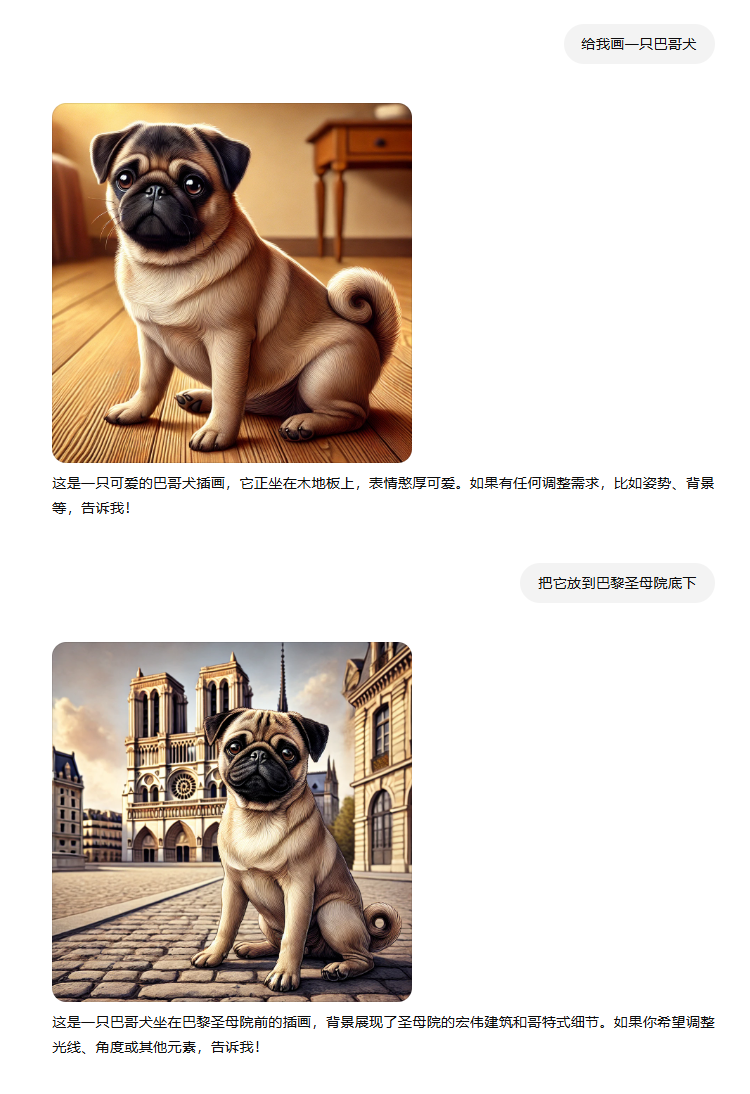 给我画一只巴哥犬
这是一只可爱的巴哥犬插画，它正坐在木地板上，表情憨厚可爱。如果有任何调整需求，比如姿势、背景
等，告诉我！
把它放到巴黎圣母院底下
这是一只巴哥犬坐在巴黎圣母院前的插画，背景展现了圣母院的宏伟建筑和哥特式细节。如果你希望调整
光线、角度或其他元素，告诉我！